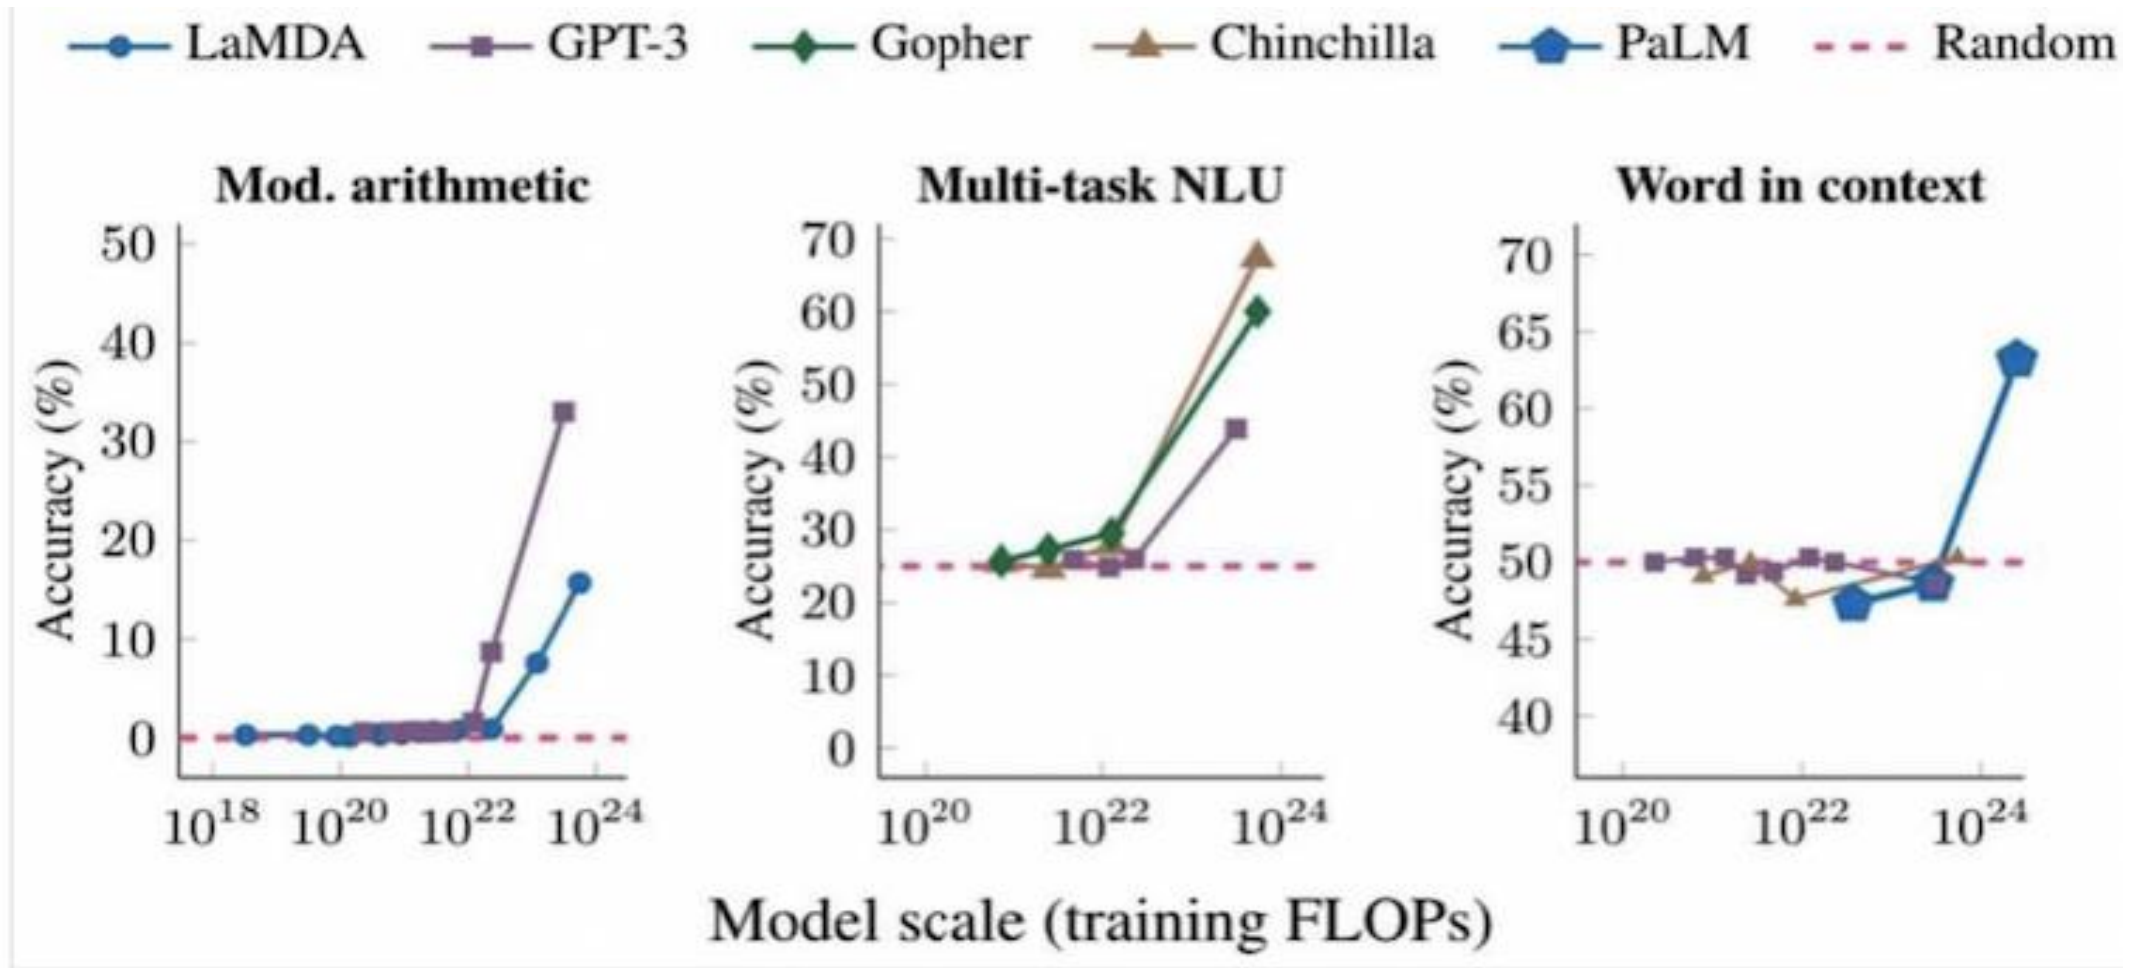 LaMDA GPT-3 Gopher Chinchilla PaLM Random
Mod. arithmetic
Accuracy (%)
50
40
30
20
10
0
10^18 10^20 10^22 10^24
Multi-task NLU
Accuracy (%)
70
60
50
40
30
20
10
0
10^20 10^22 10^24
Word in context
Accuracy (%)
70
65
60
55
50
45
40
10^20 10^22 10^24
Model scale (training FLOPs)